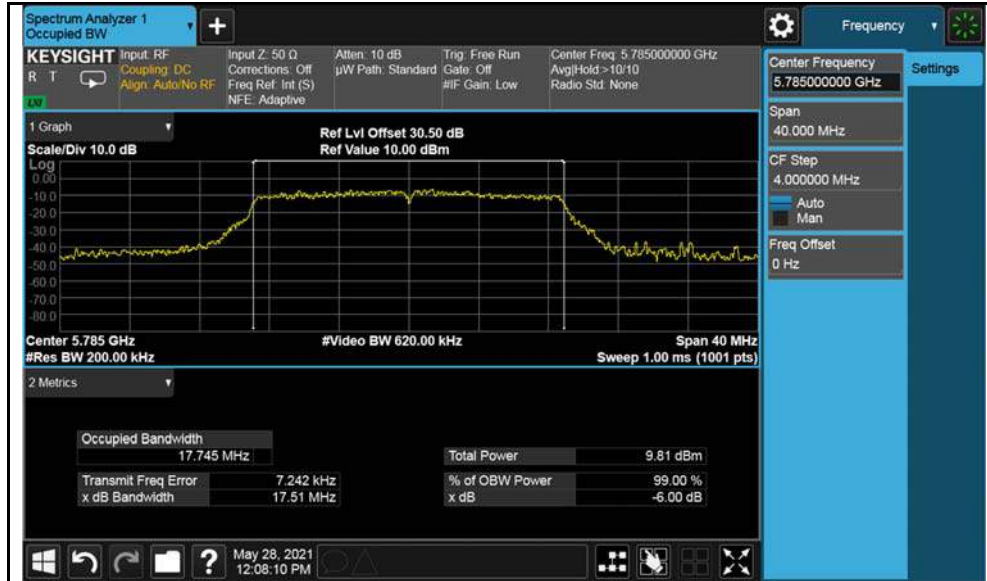 Spectrum Analyzer 1
Occupied BW
Frequency
KEYSIGHT
R T
LXI
Input: RF
Coupling: DC
Align: Auto/No RF
Input Z: 50 Ω
Corrections: Off
Freq Ref: Int (S)
NFE: Adaptive
Atten: 10 dB
µW Path: Standard
Trig: Free Run
Gate: Off
#IF Gain: Low
Center Freq: 5.785000000 GHz
Avg|Hold:>10/10
Radio Std: None
Center Frequency
5.785000000 GHz
Settings
Span
40.000 MHz
CF Step
4.000000 MHz
Auto
Man
Freq Offset
0 Hz
1 Graph
Scale/Div 10.0 dB
Ref Lvl Offset 30.50 dB
Ref Value 10.00 dBm
Log
0.00
-10.0
-20.0
-30.0
-40.0
-50.0
-60.0
-70.0
-80.0
Center 5.785 GHz
#Video BW 620.00 kHz
Span 40 MHz
#Res BW 200.00 kHz
Sweep 1.00 ms (1001 pts)
2 Metrics
Occupied Bandwidth
17.745 MHz
Total Power 9.81 dBm
Transmit Freq Error 7.242 kHz
% of OBW Power 99.00 %
x dB Bandwidth 17.51 MHz
x dB -6.00 dB
?
May 28, 2021
12:08:10 PM